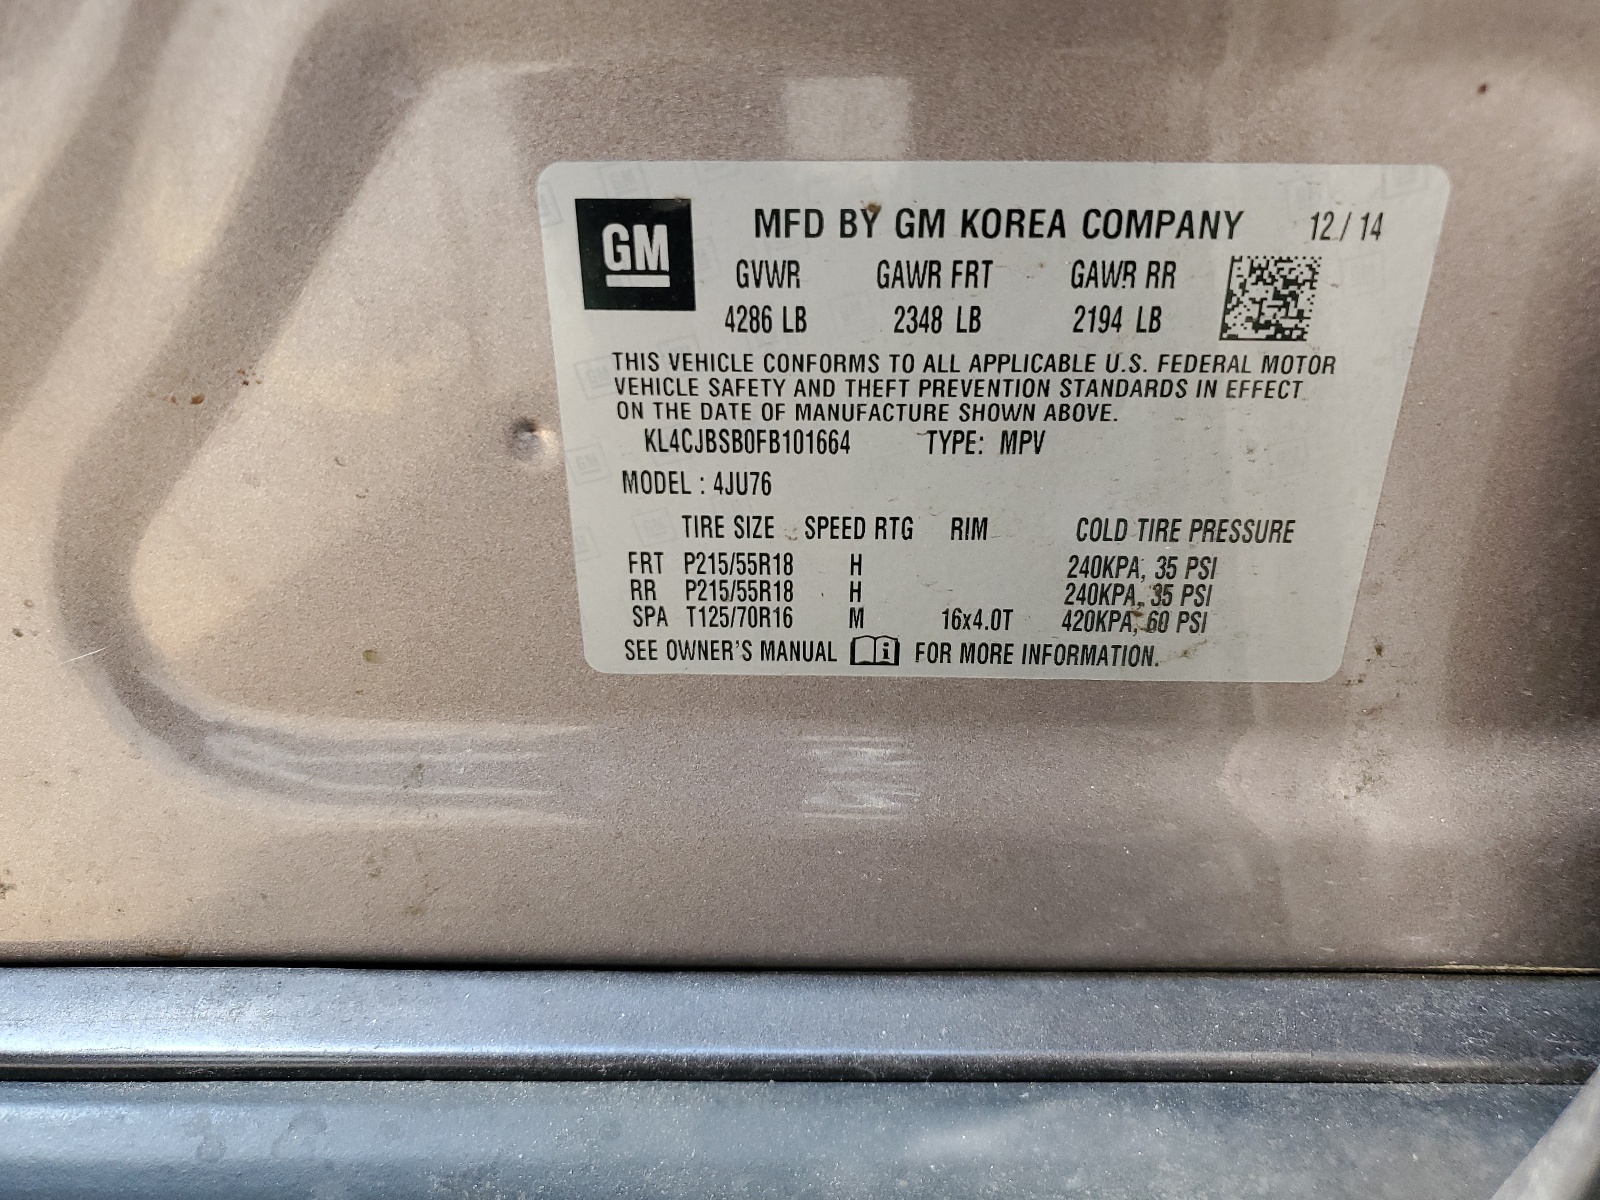 GM
MFD BY GM KOREA COMPANY 12/14
GVWR GAWR FRT GAWR RR
4286 LB 2348 LB 2194 LB
THIS VEHICLE CONFORMS TO ALL APPLICABLE U.S. FEDERAL MOTOR
VEHICLE SAFETY AND THEFT PREVENTION STANDARDS IN EFFECT
ON THE DATE OF MANUFACTURE SHOWN ABOVE.
KL4CJBSB0FB101664 TYPE: MPV
MODEL : 4JU76
TIRE SIZE SPEED RTG RIM COLD TIRE PRESSURE
FRT P215/55R18 H 240KPA, 35 PSI
RR P215/55R18 H 240KPA, 35 PSI
SPA T125/70R16 M 16x4.0T 420KPA, 60 PSI
SEE OWNER'S MANUAL i FOR MORE INFORMATION.